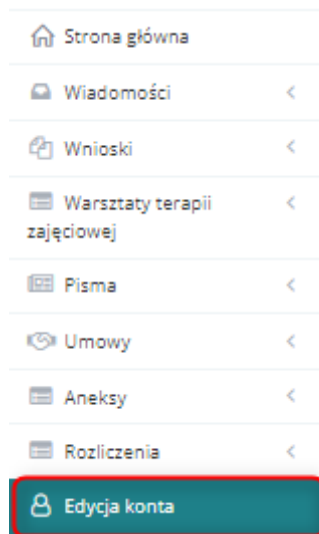 Strona główna
Wiadomości
Wnioski
Warsztaty terapii
zajęciowej
Pisma
Umowy
Aneksy
Rozliczenia
Edycja konta